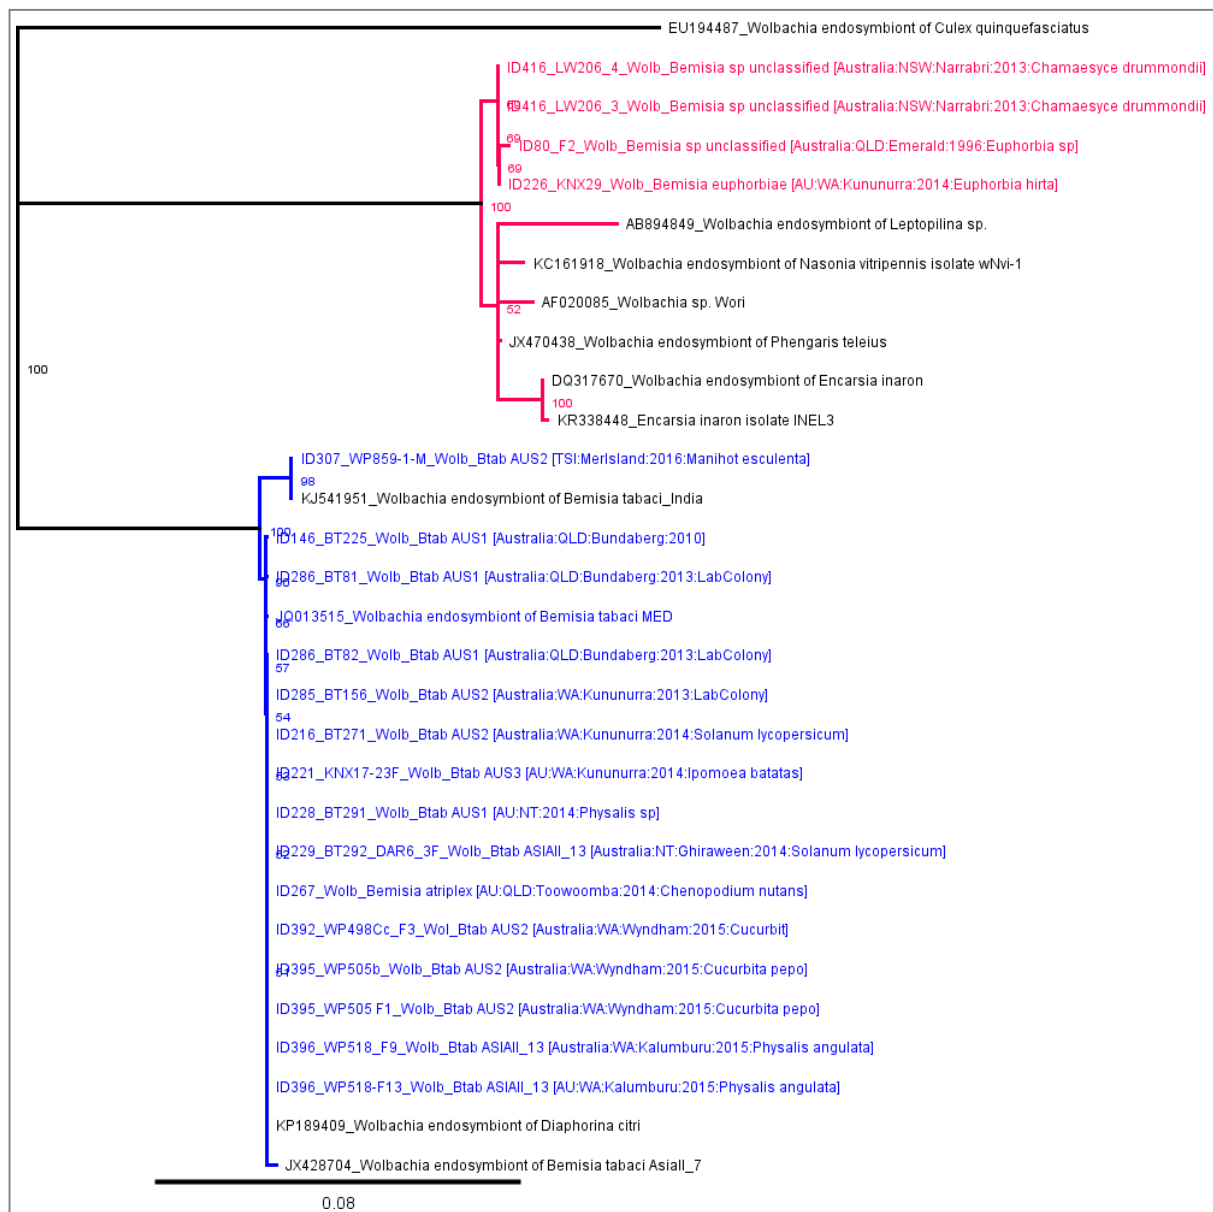 EU194487_Wolbachia endosymbiont of Culex quinquefasciatus
ID416_LW206_4_Wolb_Bemisia sp unclassified [Australia:NSW:Narrabri:2013:Chamaesyce drummondii]
ID416_LW206_3_Wolb_Bemisia sp unclassified [Australia:NSW:Narrabri:2013:Chamaesyce drummondii]
69
ID80_F2_Wolb_Bemisia sp unclassified [Australia:QLD:Emerald:1996:Euphorbia sp]
69
ID226_KNX29_Wolb_Bemisia euphorbiae [AU:WA:Kununurra:2014:Euphorbia hirta]
100
AB894849_Wolbachia endosymbiont of Leptopilina sp.
KC161918_Wolbachia endosymbiont of Nasonia vitripennis isolate wNvi-1
AF020085_Wolbachia sp. Wori
52
JX470438_Wolbachia endosymbiont of Phengaris teleius
100
DQ317670_Wolbachia endosymbiont of Encarsia inaron
100
KR338448_Encarsia inaron isolate INEL3
ID307_WP859-1-M_Wolb_Btab AUS2 [TSI:MerIsland:2016:Manihot esculenta]
98
KJ541951_Wolbachia endosymbiont of Bemisia tabaci_India
100
ID146_BT225_Wolb_Btab AUS1 [Australia:QLD:Bundaberg:2010]
ID286_BT81_Wolb_Btab AUS1 [Australia:QLD:Bundaberg:2013:LabColony]
90
JQ013515_Wolbachia endosymbiont of Bemisia tabaci MED
66
ID286_BT82_Wolb_Btab AUS1 [Australia:QLD:Bundaberg:2013:LabColony]
57
ID285_BT156_Wolb_Btab AUS2 [Australia:WA:Kununurra:2013:LabColony]
54
ID216_BT271_Wolb_Btab AUS2 [Australia:WA:Kununurra:2014:Solanum lycopersicum]
ID221_KNX17-23F_Wolb_Btab AUS3 [AU:WA:Kununurra:2014:Ipomoea batatas]
ID228_BT291_Wolb_Btab AUS1 [AU:NT:2014:Physalis sp]
ID229_BT292_DAR6_3F_Wolb_Btab ASIAII_13 [Australia:NT:Ghiraween:2014:Solanum lycopersicum]
ID267_Wolb_Bemisia atriplex [AU:QLD:Toowoomba:2014:Chenopodium nutans]
ID392_WP498Cc_F3_Wol_Btab AUS2 [Australia:WA:Wyndham:2015:Cucurbit]
ID395_WP505b_Wolb_Btab AUS2 [Australia:WA:Wyndham:2015:Cucurbita pepo]
ID395_WP505 F1_Wolb_Btab AUS2 [Australia:WA:Wyndham:2015:Cucurbita pepo]
ID396_WP518_F9_Wolb_Btab ASIAII_13 [Australia:WA:Kalumburu:2015:Physalis angulata]
ID396_WP518-F13_Wolb_Btab ASIAII_13 [AU:WA:Kalumburu:2015:Physalis angulata]
KP189409_Wolbachia endosymbiont of Diaphorina citri
JX428704_Wolbachia endosymbiont of Bemisia tabaci AsiaII_7
0.08